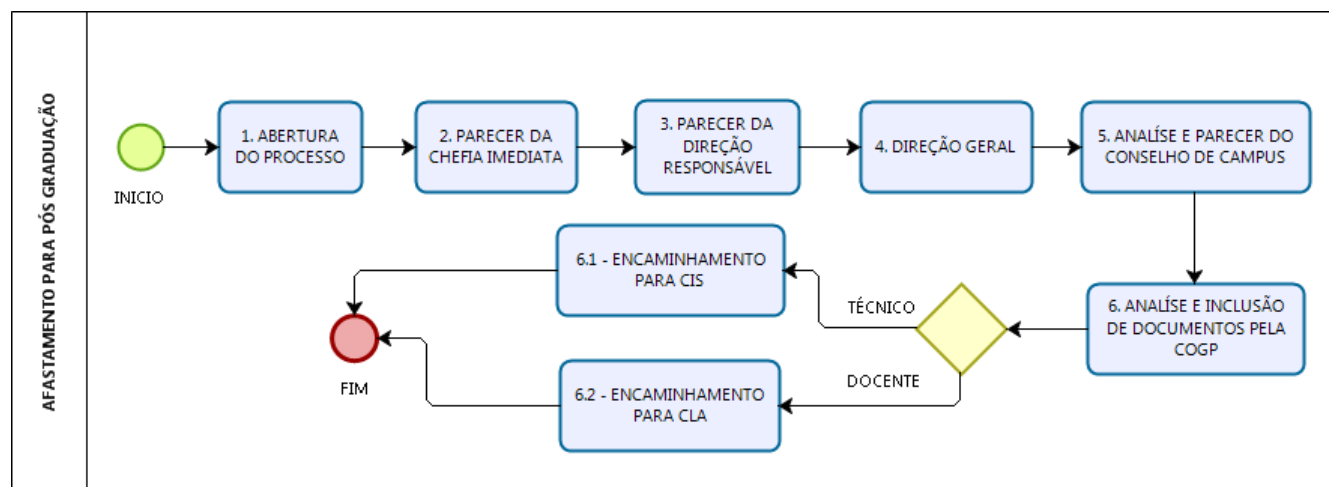 AFASTAMENTO PARA PÓS GRADUAÇÃO
INICIO
1. ABERTURA
DO PROCESSO
2. PARECER DA
CHEFIA IMEDIATA
3. PARECER DA
DIREÇÃO
RESPONSÁVEL
4. DIREÇÃO GERAL
5. ANALÍSE E PARECER DO
CONSELHO DE CAMPUS
6. ANALÍSE E INCLUSÃO
DE DOCUMENTOS PELA
COGP
TÉCNICO
6.1 - ENCAMINHAMENTO
PARA CIS
DOCENTE
6.2 - ENCAMINHAMENTO
PARA CLA
FIM